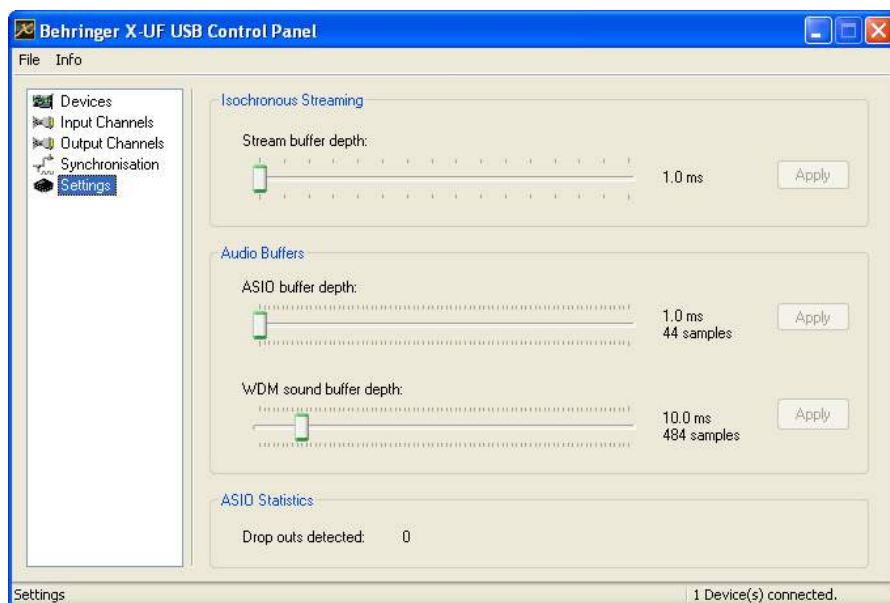 Behringer X-UF USB Control Panel
File Info
Devices
Input Channels
Output Channels
Synchronisation
Settings
Isochronous Streaming
Stream buffer depth:
1.0 ms
Apply
Audio Buffers
ASIO buffer depth:
1.0 ms
44 samples
Apply
WDM sound buffer depth:
10.0 ms
484 samples
Apply
ASIO Statistics
Drop outs detected: 0
Settings
1 Device(s) connected.